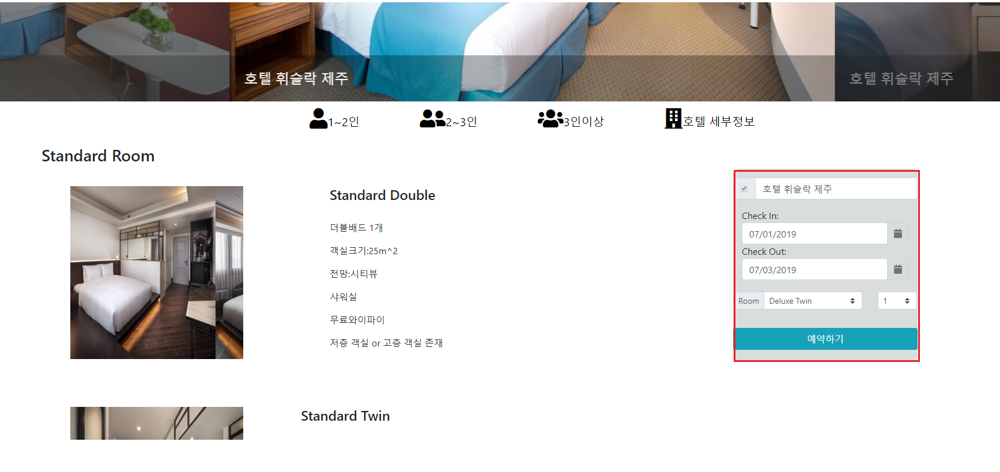 호텔 휘슬락 제주
호텔 휘슬락 제주
1~2인
2~3인
3인이상
호텔 세부정보
Standard Room
Standard Double
더블배드 1개
객실크기:25m^2
전망:시티뷰
샤워실
무료와이파이
저층 객실 or 고층 객실 존재
호텔 휘슬락 제주
Check In:
07/01/2019
Check Out:
07/03/2019
Room Deluxe Twin 1
예약하기
Standard Twin